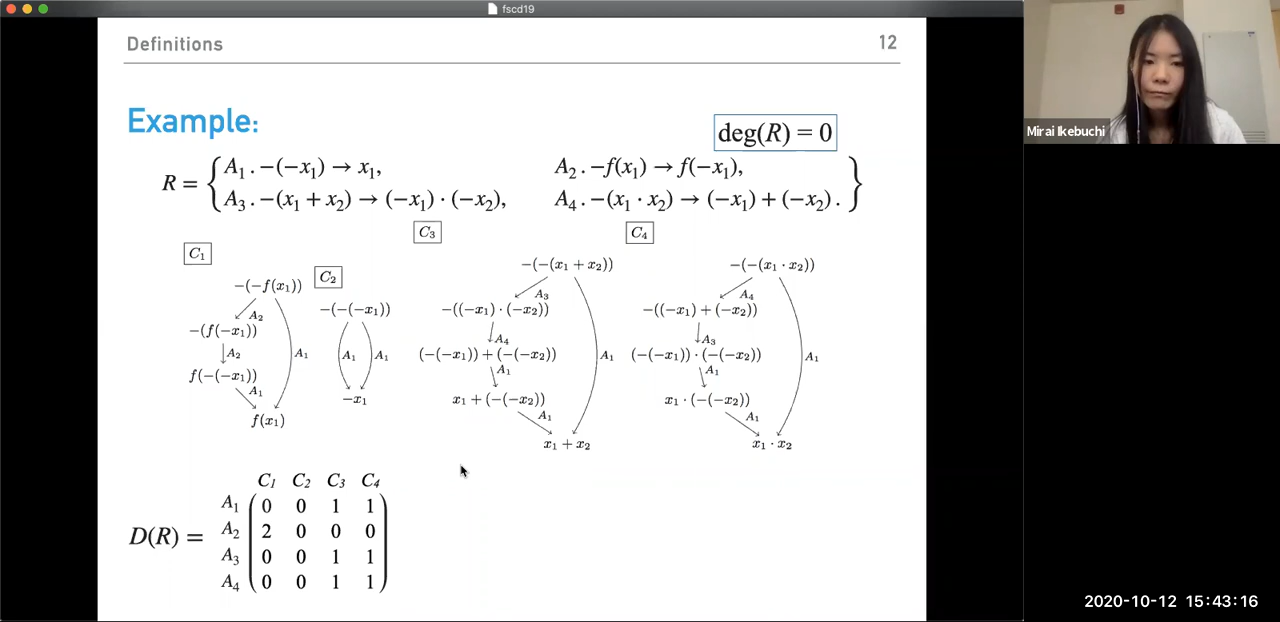 fscd19
Definitions 12
Example:
deg(R) = 0
R = { A₁ . −(−x₁) → x₁, A₂ . −f(x₁) → f(−x₁),
A₃ . −(x₁ + x₂) → (−x₁) · (−x₂), A₄ . −(x₁ · x₂) → (−x₁) + (−x₂) . }
C₁
−(−f(x₁))
A₂
−(f(−x₁))
A₂
A₁
f(−(−x₁))
A₁
f(x₁)
C₂
−(−(−x₁))
A₁ A₁
−x₁
C₃
−(−(x₁ + x₂))
A₃
−((−x₁) · (−x₂))
A₄
(−(−x₁)) + (−(−x₂))
A₁
A₁
x₁ + (−(−x₂))
A₁
x₁ + x₂
C₄
−(−(x₁ · x₂))
A₄
−((−x₁) + (−x₂))
A₃
(−(−x₁)) · (−(−x₂))
A₁
A₁
x₁ · (−(−x₂))
A₁
x₁ · x₂
C₁ C₂ C₃ C₄
A₁ 0 0 1 1
D(R) = A₂ 2 0 0 0
A₃ 0 0 1 1
A₄ 0 0 1 1
Mirai Ikebuchi
2020-10-12 15:43:16